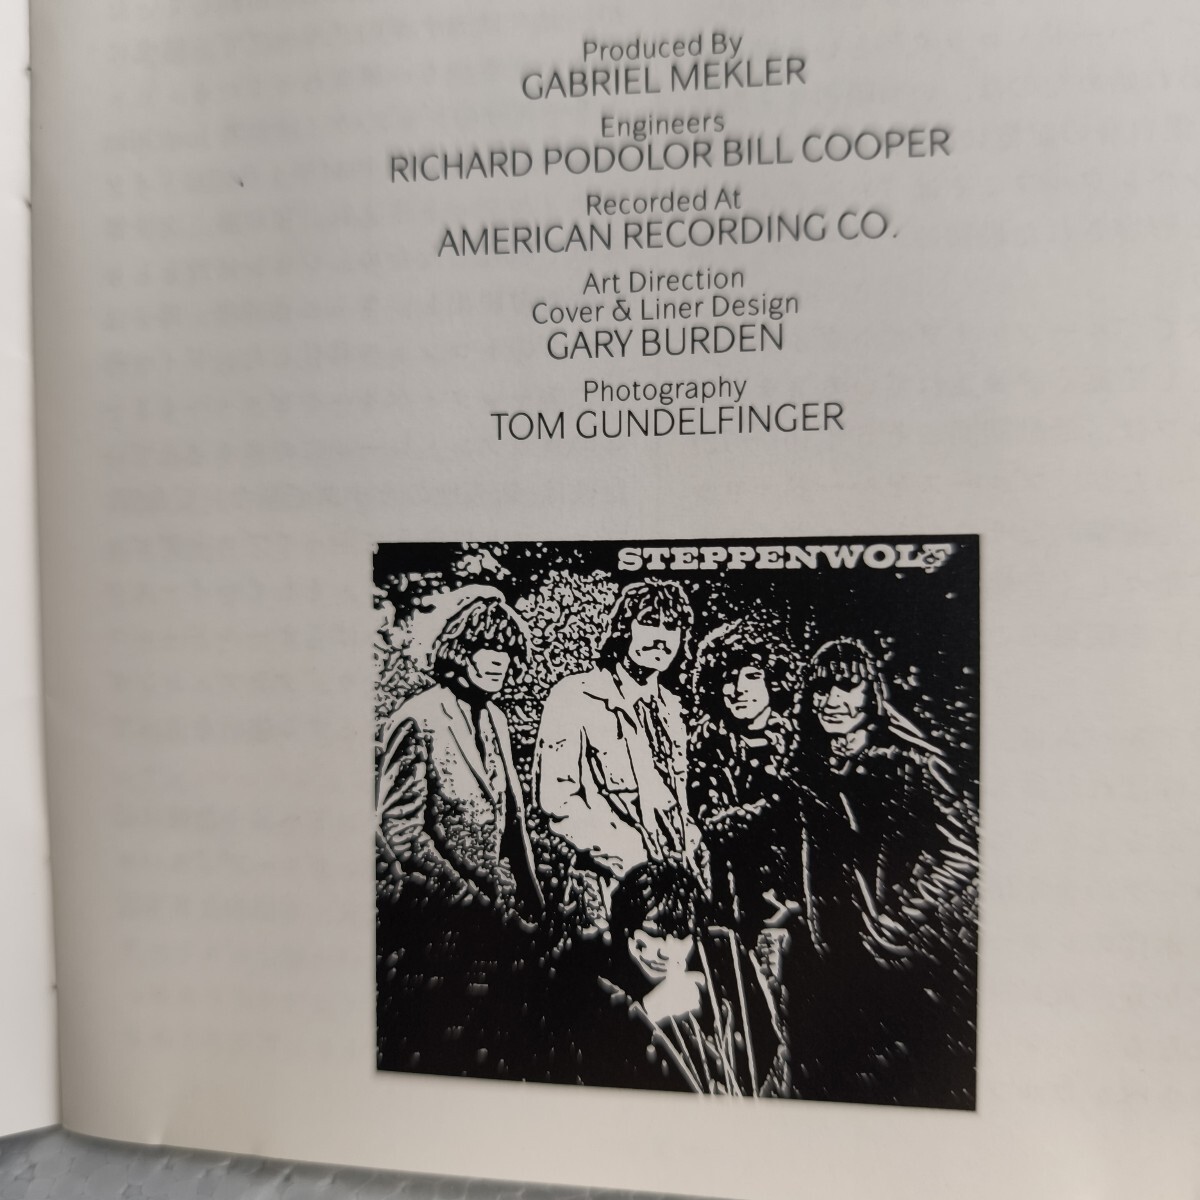 Produced By
GABRIEL MEKLER
Engineers
RICHARD PODOLOR BILL COOPER
Recorded At
AMERICAN RECORDING CO.
Art Direction
Cover & Liner Design
GARY BURDEN
Photography
TOM GUNDELFINGER
STEPPENWOLF